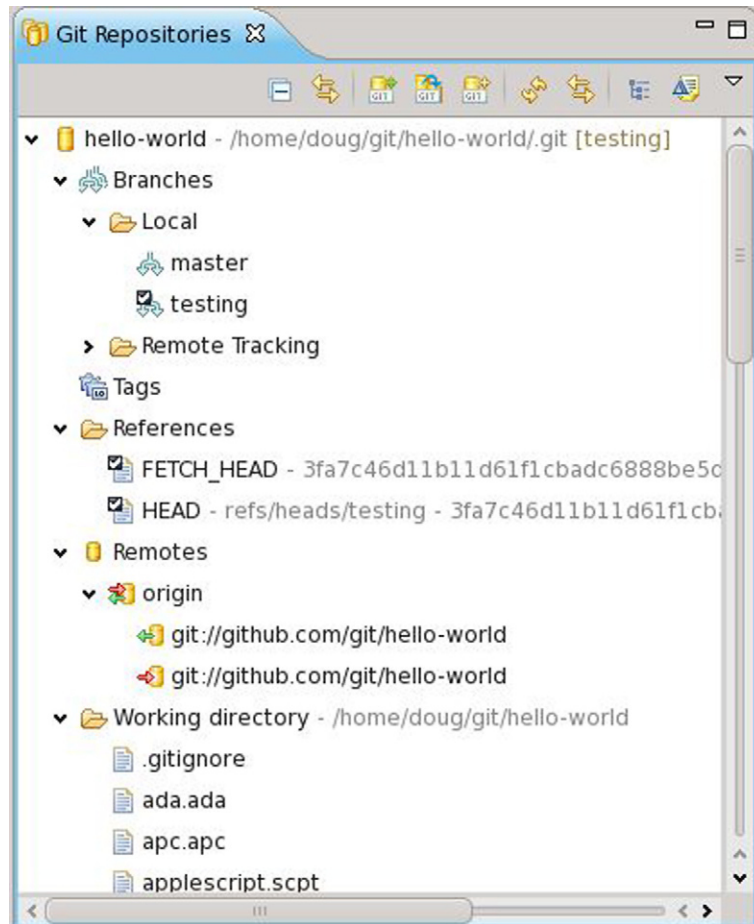 Git Repositories
hello-world - /home/doug/git/hello-world/.git [testing]
Branches
Local
master
testing
Remote Tracking
Tags
References
FETCH_HEAD - 3fa7c46d11b11d61f1cbadc6888be5d
HEAD - refs/heads/testing - 3fa7c46d11b11d61f1cb
Remotes
origin
git://github.com/git/hello-world
git://github.com/git/hello-world
Working directory - /home/doug/git/hello-world
.gitignore
ada.ada
apc.apc
applescript.scpt